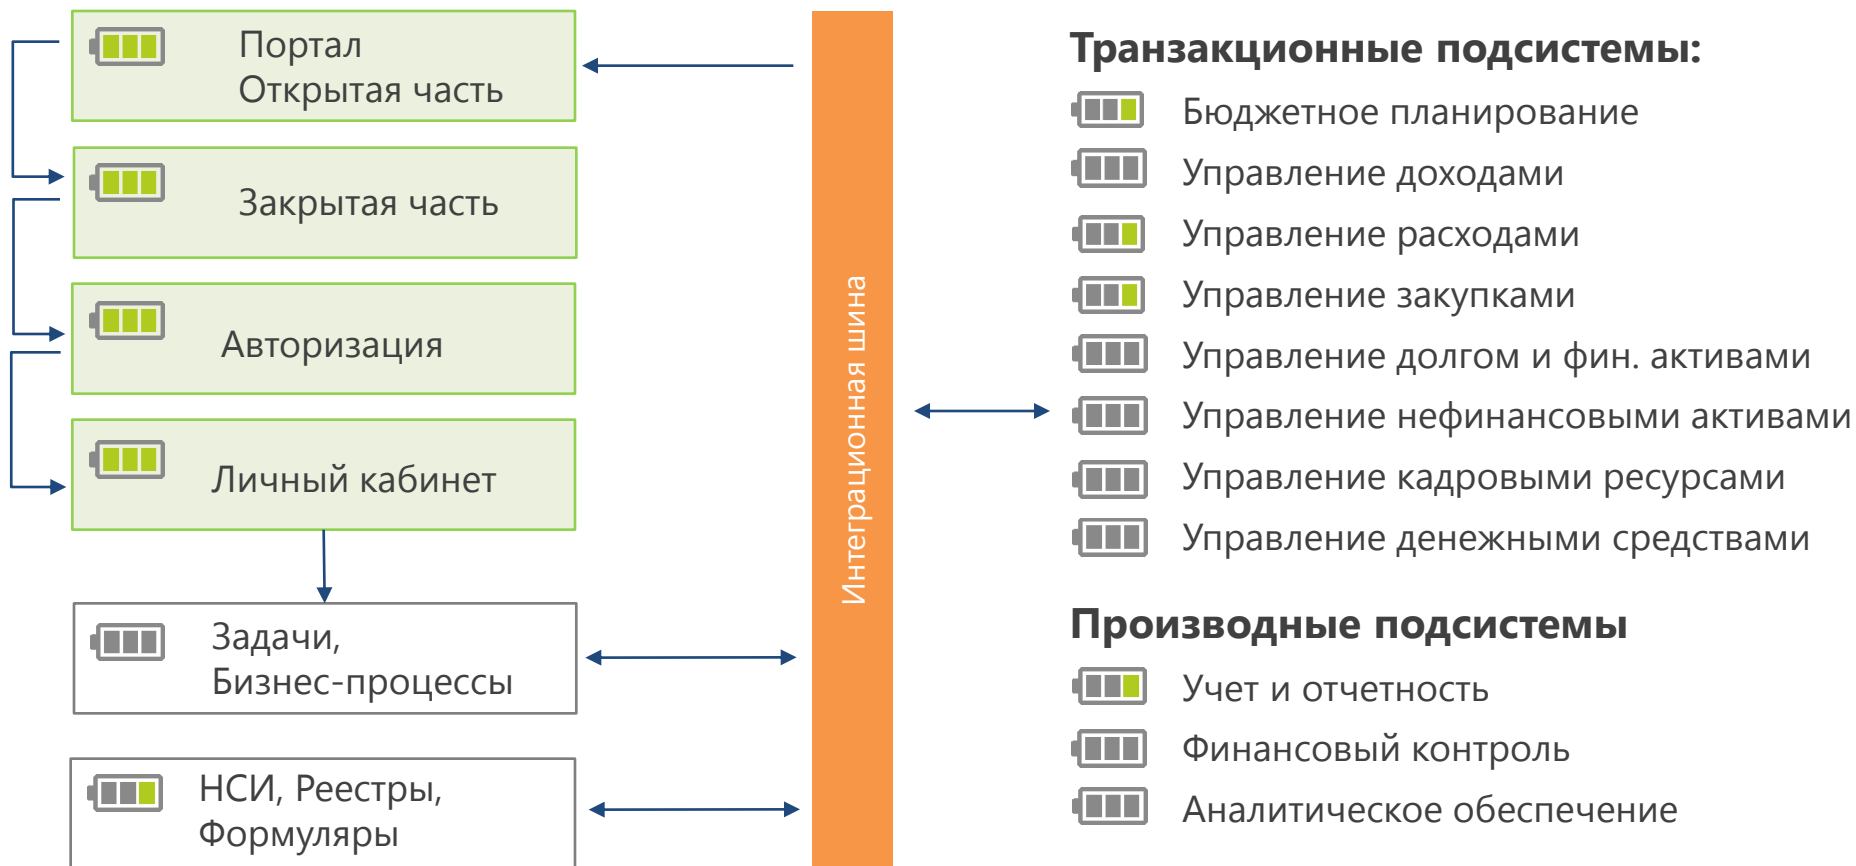 Портал
Открытая часть
Закрытая часть
Авторизация
Личный кабинет
Задачи,
Бизнес-процессы
НСИ, Реестры,
Формуляры
Интеграционная шина
Транзакционные подсистемы:
Бюджетное планирование
Управление доходами
Управление расходами
Управление закупками
Управление долгом и фин. активами
Управление нефинансовыми активами
Управление кадровыми ресурсами
Управление денежными средствами
Производные подсистемы
Учет и отчетность
Финансовый контроль
Аналитическое обеспечение